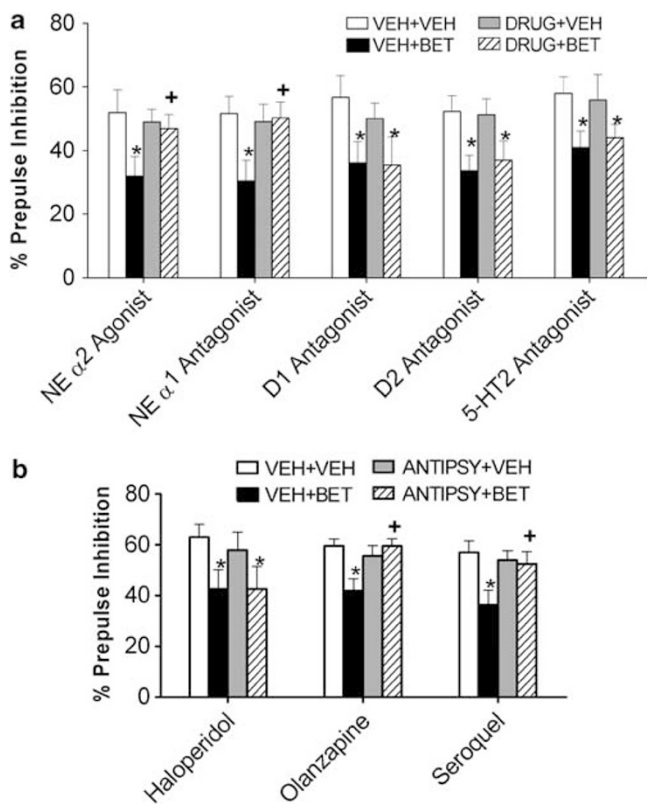 a
VEH+VEH DRUG+VEH
VEH+BET DRUG+BET
% Prepulse Inhibition
80
60
40
20
0
* + * + * * * * * *
NE α2 Agonist
NE α1 Antagonist
D1 Antagonist
D2 Antagonist
5-HT2 Antagonist
b
VEH+VEH ANTIPSY+VEH
VEH+BET ANTIPSY+BET
% Prepulse Inhibition
80
60
40
20
0
* * * + * +
Haloperidol
Olanzapine
Seroquel